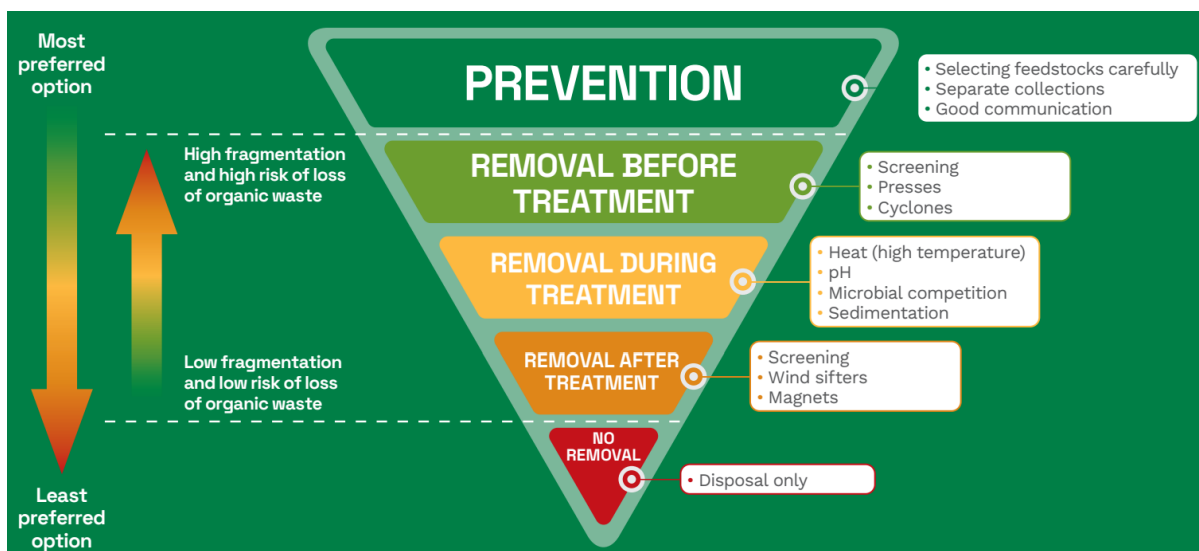 Most
preferred
option
PREVENTION
• Selecting feedstocks carefully
• Separate collections
• Good communication
High fragmentation
and high risk of loss
of organic waste
REMOVAL BEFORE
TREATMENT
• Screening
• Presses
• Cyclones
REMOVAL DURING
TREATMENT
• Heat (high temperature)
• pH
• Microbial competition
• Sedimentation
Low fragmentation
and low risk of loss
of organic waste
REMOVAL AFTER
TREATMENT
• Screening
• Wind sifters
• Magnets
NO
REMOVAL
• Disposal only
Least
preferred
option